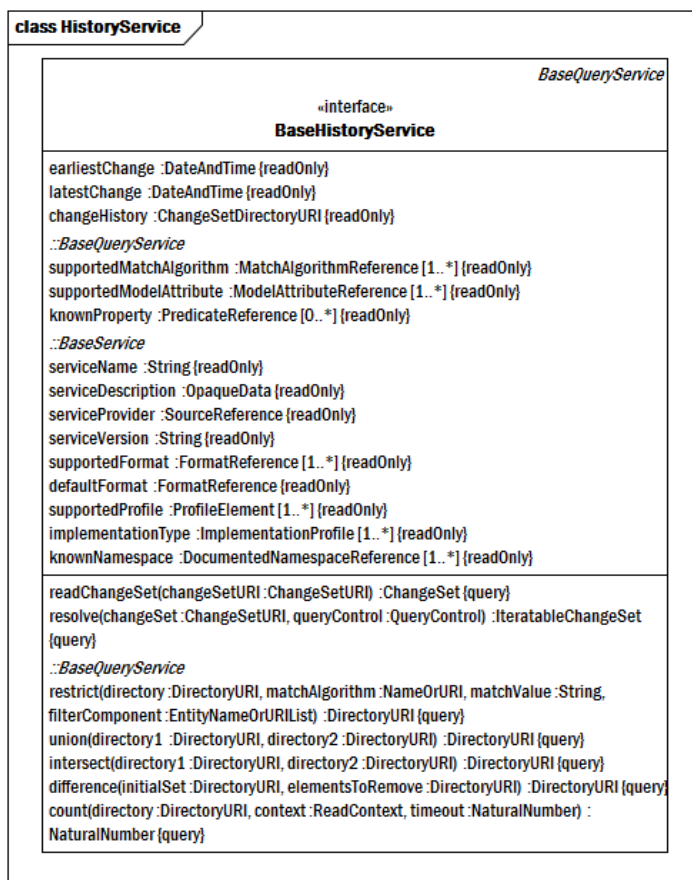 class HistoryService
BaseQueryService
«interface»
BaseHistoryService
earliestChange :DateAndTime {readOnly}
latestChange :DateAndTime {readOnly}
changeHistory :ChangeSetDirectoryURI {readOnly}
::BaseQueryService
supportedMatchAlgorithm :MatchAlgorithmReference [1..*] {readOnly}
supportedModelAttribute :ModelAttributeReference [1..*] {readOnly}
knownProperty :PredicateReference [0..*] {readOnly}
::BaseService
serviceName :String {readOnly}
serviceDescription :OpaqueData {readOnly}
serviceProvider :SourceReference {readOnly}
serviceVersion :String {readOnly}
supportedFormat :FormatReference [1..*] {readOnly}
defaultFormat :FormatReference {readOnly}
supportedProfile :ProfileElement [1..*] {readOnly}
implementationType :ImplementationProfile [1..*] {readOnly}
knownNamespace :DocumentedNamespaceReference [1..*] {readOnly}
readChangeSet(changeSetURI :ChangeSetURI) :ChangeSet {query}
resolve(changeSet :ChangeSetURI, queryControl :QueryControl) :IteratableChangeSet
{query}
::BaseQueryService
restrict(directory :DirectoryURI, matchAlgorithm :NameOrURI, matchValue :String,
filterComponent :EntityNameOrURIList) :DirectoryURI {query}
union(directory1 :DirectoryURI, directory2 :DirectoryURI) :DirectoryURI {query}
intersect(directory1 :DirectoryURI, directory2 :DirectoryURI) :DirectoryURI {query}
difference(initialSet :DirectoryURI, elementsToRemove :DirectoryURI) :DirectoryURI {query}
count(directory :DirectoryURI, context :ReadContext, timeout :NaturalNumber) :
NaturalNumber {query}